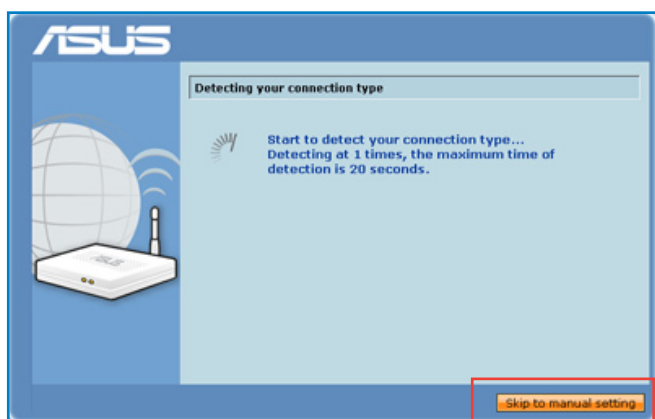 ASUS
Detecting your connection type
Start to detect your connection type...
Detecting at 1 times, the maximum time of
detection is 20 seconds.
ASUS
Skip to manual setting